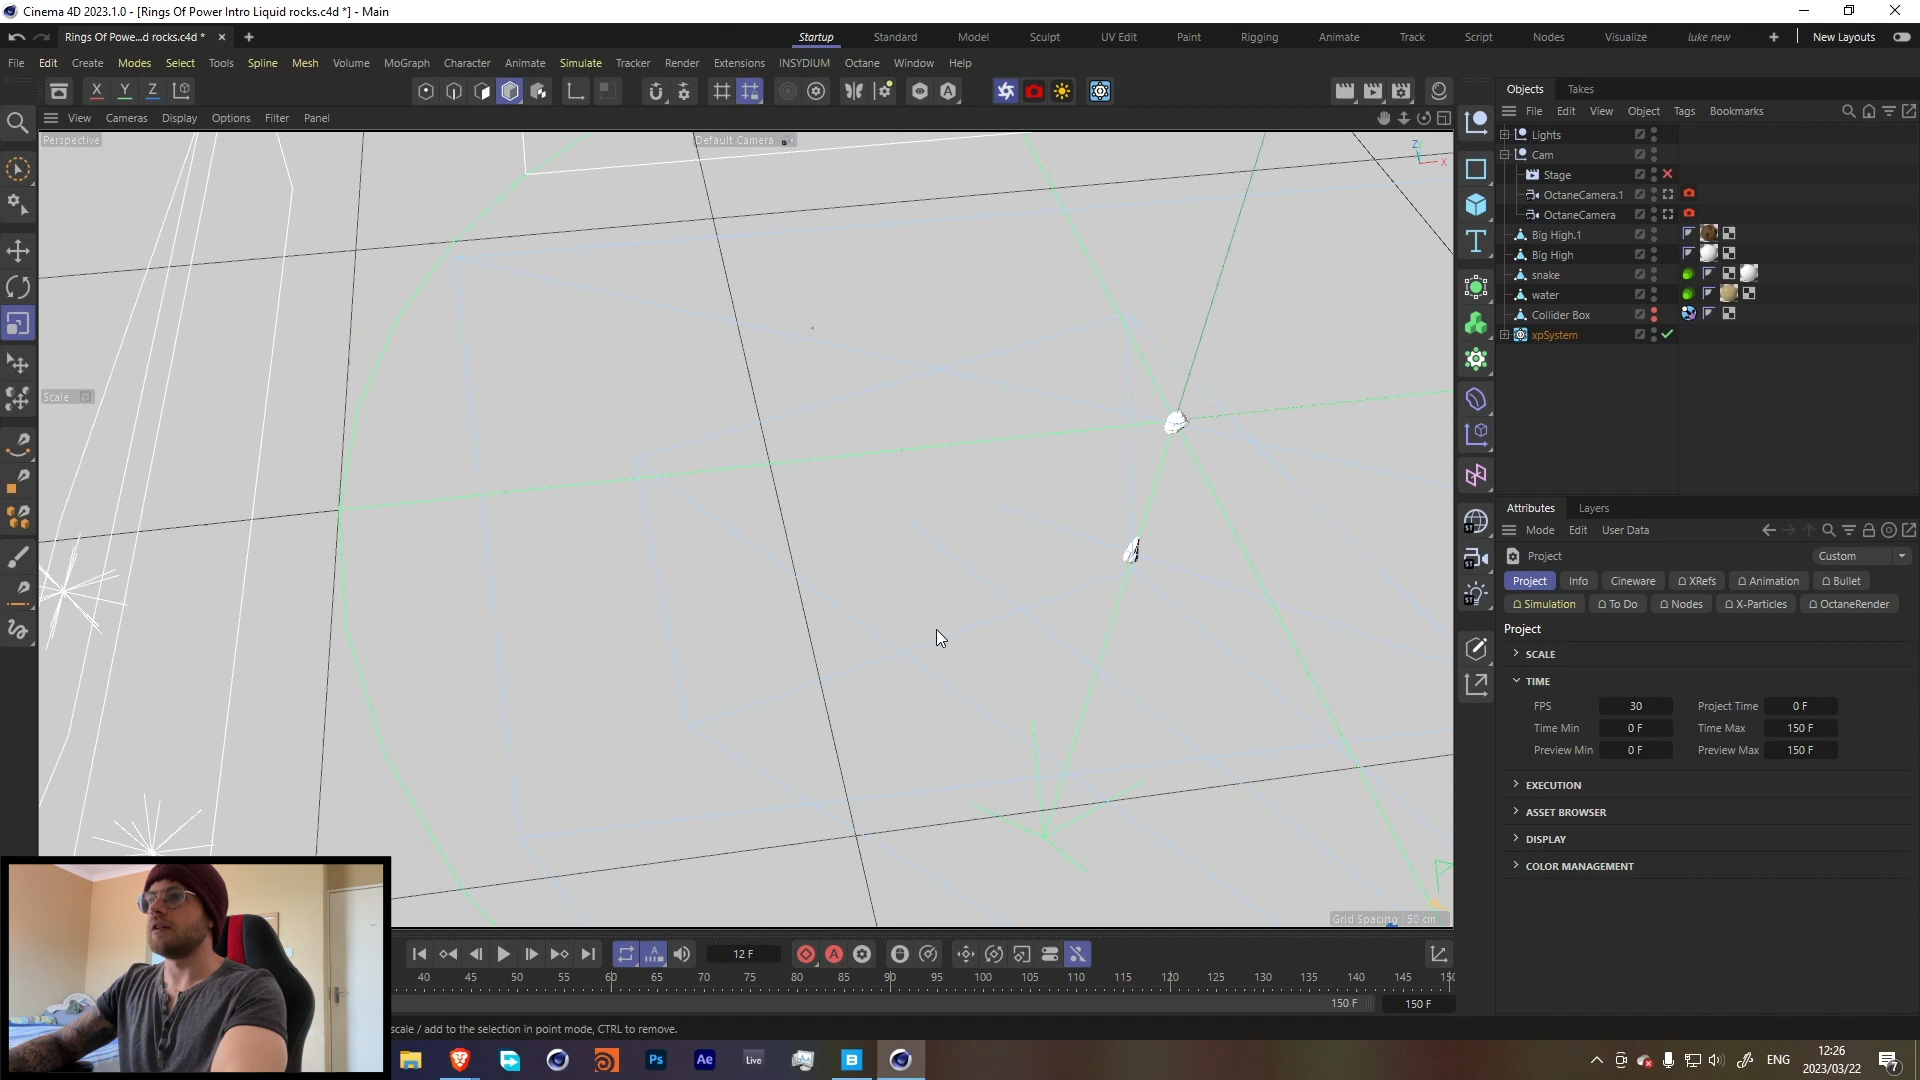 Cinema 4D 2023.1.0 - [Rings Of Power Intro Liquid rocks.c4d *] - Main
Rings Of Powe...d rocks.c4d *
Startup Standard Model Sculpt UV Edit Paint Rigging Animate Track Script Nodes Visualize luke new New Layouts
File Edit Create Modes Select Tools Spline Mesh Volume MoGraph Character Animate Simulate Tracker Render Extensions INSYDIUM Octane Window Help
X Y Z
View Cameras Display Options Filter Panel
Perspective
Default Camera
Z
X
Scale
Grid Spacing : 50 cm
Objects Takes
File Edit View Object Tags Bookmarks
Lights
Cam
Stage
OctaneCamera.1
OctaneCamera
Big High.1
Big High
snake
water
Collider Box
xpSystem
Attributes Layers
Mode Edit User Data
Project Custom
Project Info Cineware XRefs Animation Bullet
Simulation To Do Nodes X-Particles OctaneRender
Project
SCALE
TIME
FPS 30 Project Time 0 F
Time Min 0 F Time Max 150 F
Preview Min 0 F Preview Max 150 F
EXECUTION
ASSET BROWSER
DISPLAY
COLOR MANAGEMENT
12 F
40 45 50 55 60 65 70 75 80 85 90 95 100 105 110 115 120 125 130 135 140 145 150
150 F 150 F
scale / add to the selection in point mode, CTRL to remove.
Ps Ae Live B
ENG
12:26
2023/03/22
7